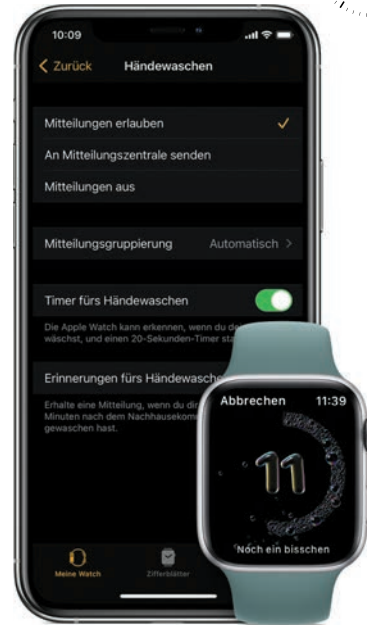 10:09
Zurück Händewaschen
Mitteilungen erlauben
An Mitteilungszentrale senden
Mitteilungen aus
Mitteilungsgruppierung Automatisch
Timer fürs Händewaschen
Die Apple Watch kann erkennen, wenn du
wäschst, und einen 20-Sekunden-Timer
Erinnerungen fürs
Erhalte eine Mitteilung, wenn du
Minuten nach dem
gewaschen hast.
Meine Watch Zifferblätter
Abbrechen 11:39
11
Noch ein bisschen